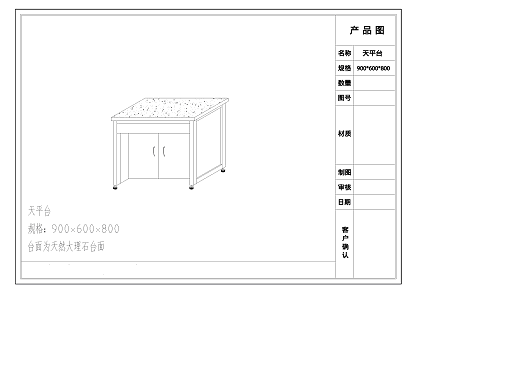 产品图
名称 天平台
规格 900*600*800
数量
图号
材质
制图
审核
日期
客户确认
天平台
规格：900×600×800
台面为天然大理石台面